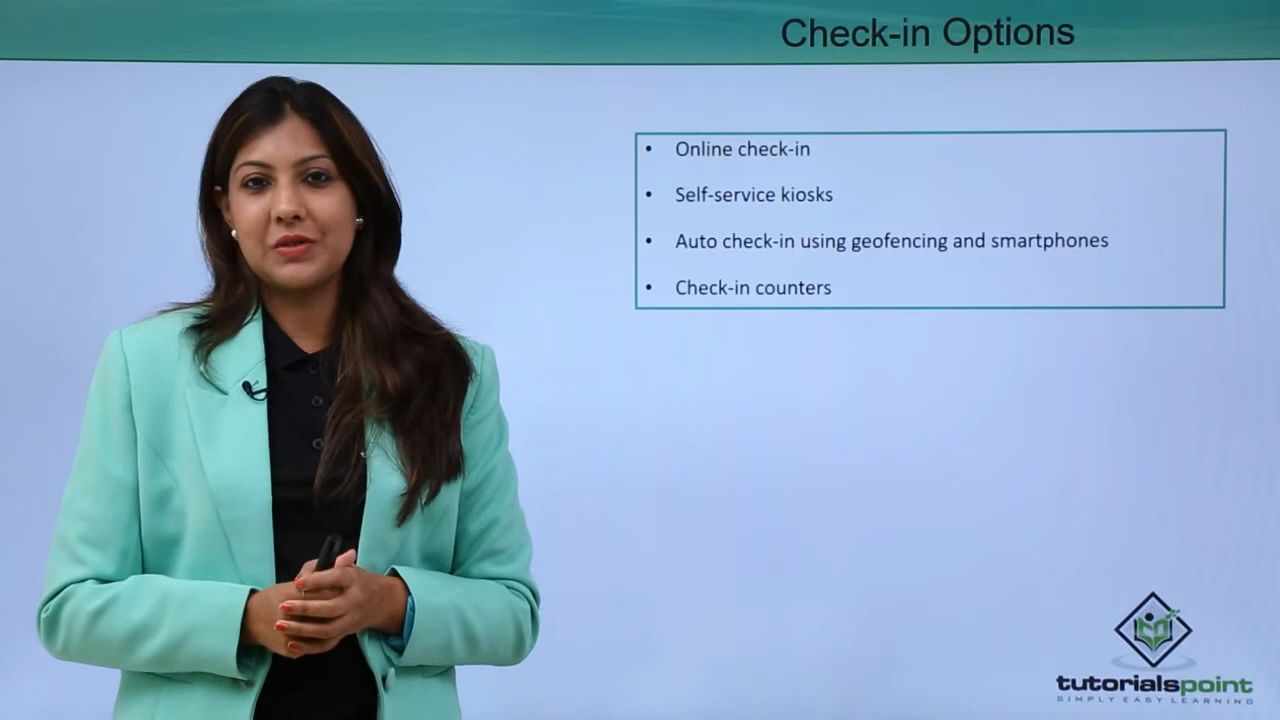 Check-in Options
• Online check-in
• Self-service kiosks
• Auto check-in using geofencing and smartphones
• Check-in counters
tutorialspoint
SIMPLY EASY LEARNING